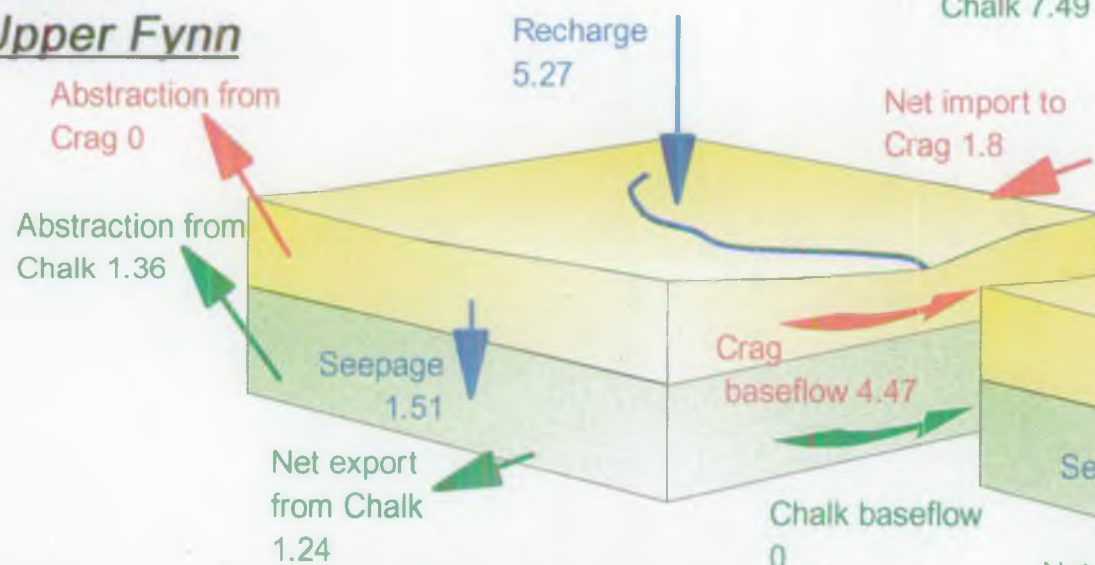 Upper Fynn
Abstraction from
Crag 0
Abstraction from
Chalk 1.36
Recharge
5.27
Chalk 7.49
Net import to
Crag 1.8
Seepage
1.51
Crag
baseflow 4.47
Net export
from Chalk
1.24
Chalk baseflow
0